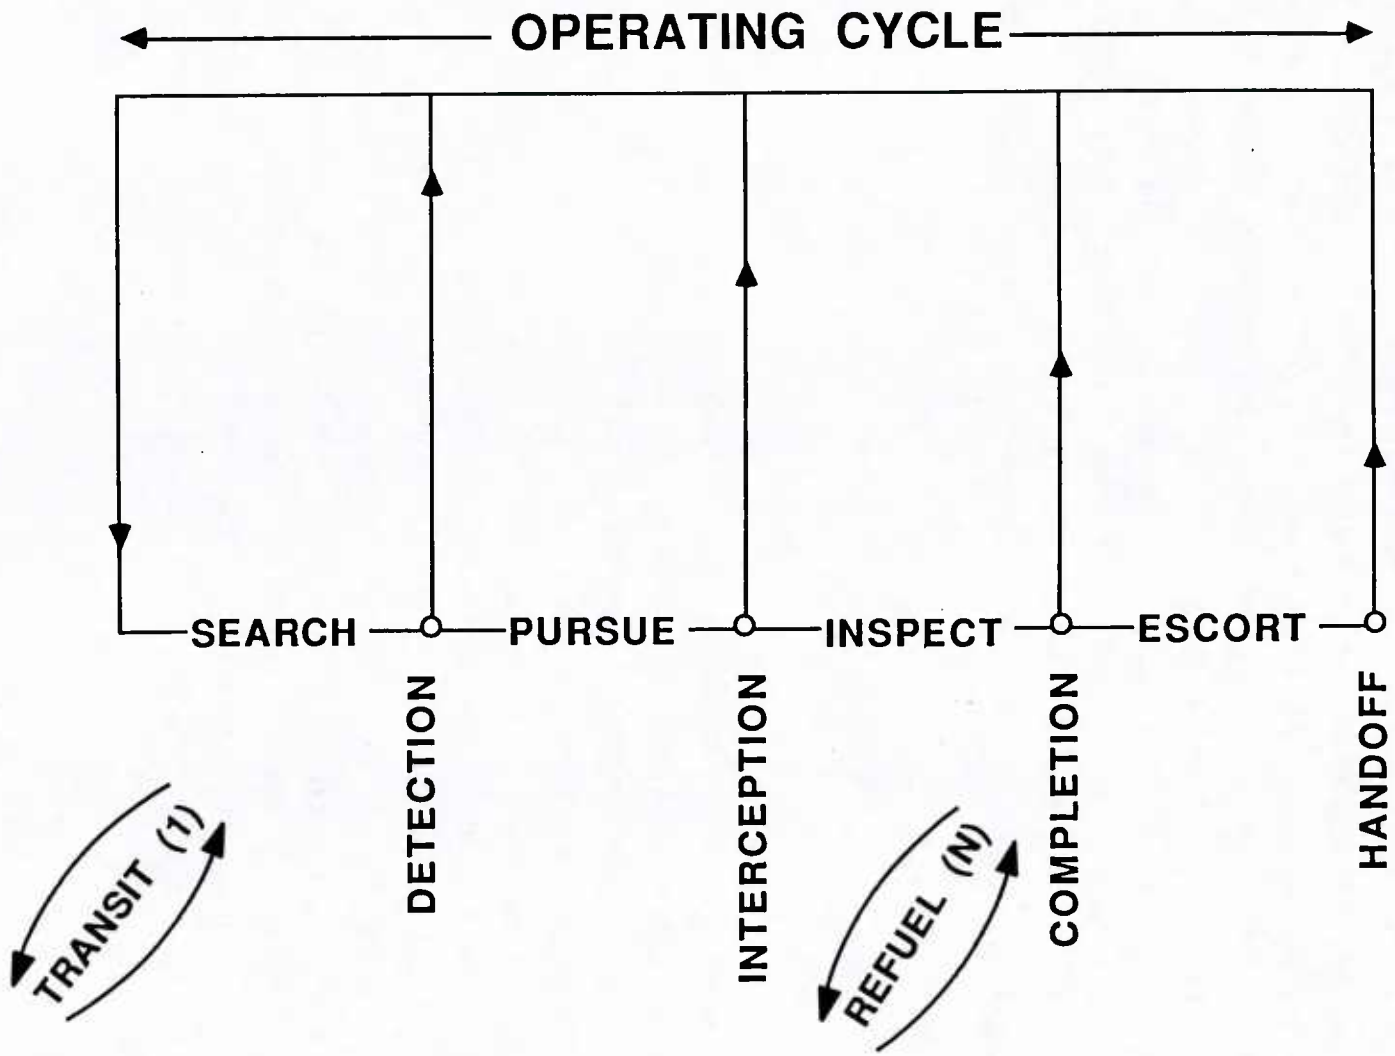 OPERATING CYCLE
SEARCH
PURSUE
INSPECT
ESCORT
DETECTION
INTERCEPTION
COMPLETION
HANDOFF
TRANSIT (1)
REFUEL (N)